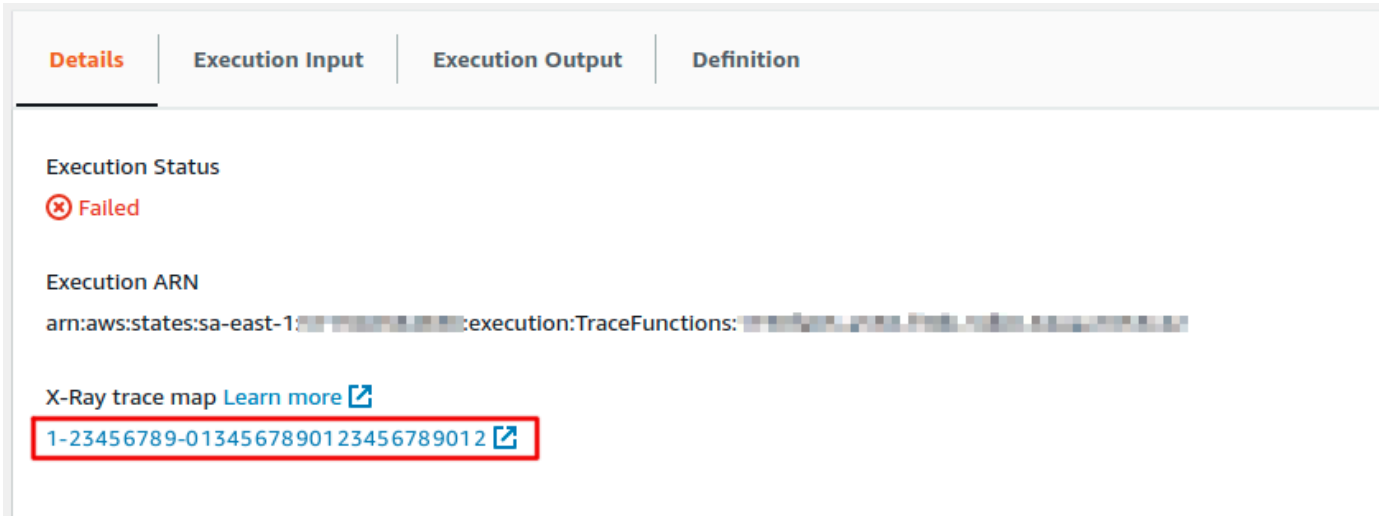 Details Execution Input Execution Output Definition
Execution Status
Failed
Execution ARN
arn:aws:states:sa-east-1: :execution:TraceFunctions:
X-Ray trace map Learn more
1-23456789-0134567890123456789012